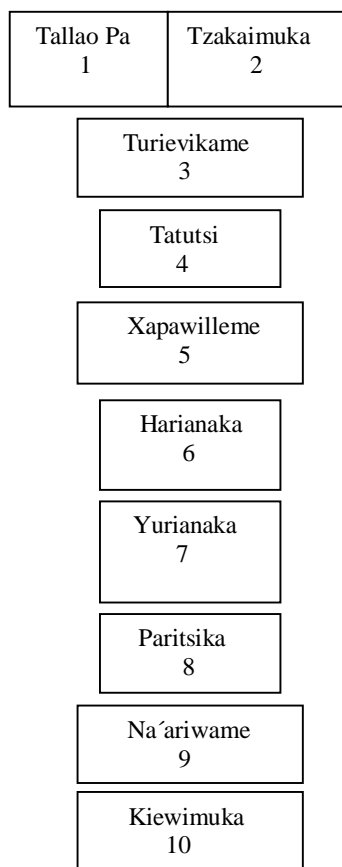 Tallao Pa
1
Tzakaimuka
2
Turievikame
3
Tatutsi
4
Xapawilleme
5
Harianaka
6
Yurianaka
7
Paritsika
8
Na´ariwame
9
Kiewimuka
10